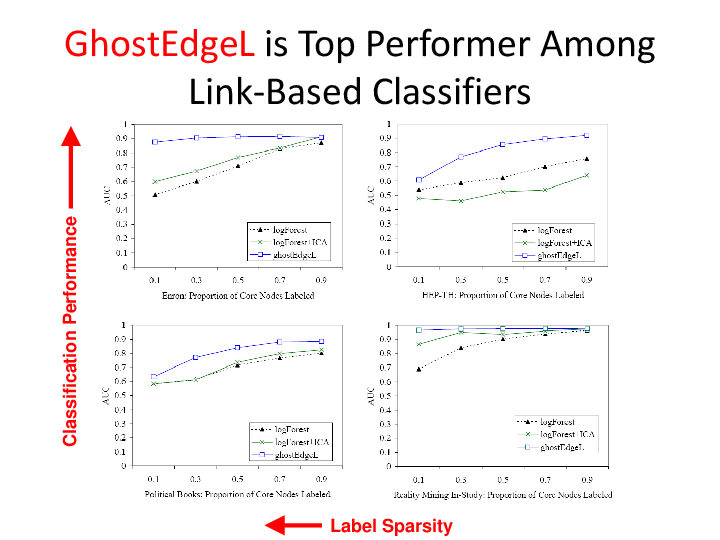 GhostEdgeL is Top Performer Among
Link-Based Classifiers
Classification Performance
1
0.9
0.8
0.7
0.6
0.5
0.4
0.3
0.2
0.1
0
AUC
logForest
logForest+ICA
ghostEdgeL
0.1 0.3 0.5 0.7 0.9
Enron: Proportion of Core Nodes Labeled
1
0.9
0.8
0.7
0.6
0.5
0.4
0.3
0.2
0.1
0
AUC
logForest
logForest+ICA
ghostEdgeL
0.1 0.3 0.5 0.7 0.9
HEP-TH: Proportion of Core Nodes Labeled
1
0.9
0.8
0.7
0.6
0.5
0.4
0.3
0.2
0.1
0
AUC
logForest
logForest+ICA
ghostEdgeL
0.1 0.3 0.5 0.7 0.9
Political Books: Proportion of Core Nodes Labeled
1
0.9
0.8
0.7
0.6
0.5
0.4
0.3
0.2
0.1
0
AUC
logForest
logForest+ICA
ghostEdgeL
0.1 0.3 0.5 0.7 0.9
Reality Mining In-Study: Proportion of Core Nodes Labeled
Label Sparsity